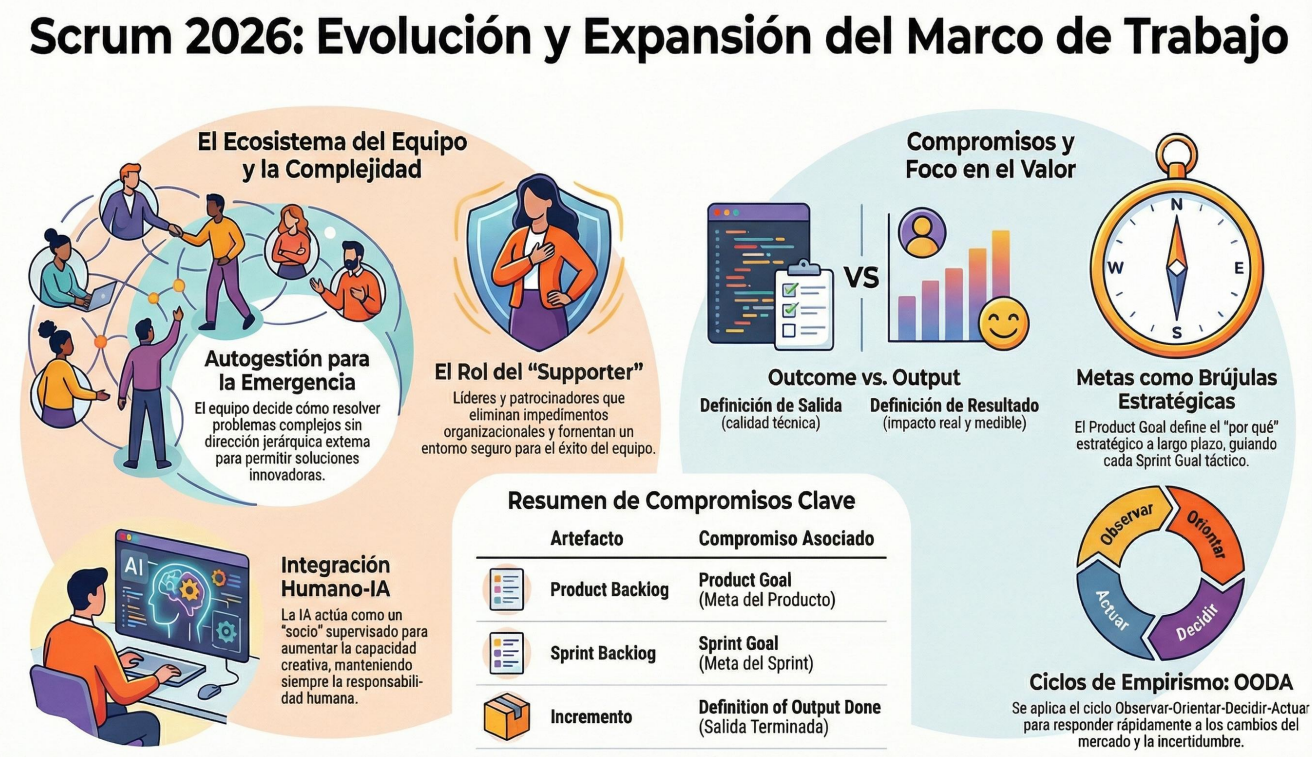 Scrum 2026: Evolución y Expansión del Marco de Trabajo
El Ecosistema del Equipo
y la Complejidad
Autogestión para
la Emergencia
El equipo decide cómo resolver
problemas complejos sin
dirección jerárquica externa
para permitir soluciones
innovadoras.
El Rol del “Supporter”
Líderes y patrocinadores que
eliminan impedimentos
organizacionales y fomentan un
entorno seguro para el éxito del equipo.
AI
Integración
Humano-IA
La IA actúa como un
“socio” supervisado para
aumentar la capacidad
creativa, manteniendo
siempre la responsabili-
dad humana.
Compromisos y
Foco en el Valor
VS
Outcome vs. Output
Definición de Salida
(calidad técnica)
Definición de Resultado
(impacto real y medible)
N
W
E
S
Metas como Brújulas
Estratégicas
El Product Goal define el “por qué”
estratégico a largo plazo, guiando
cada Sprint Gual táctico.
Resumen de Compromisos Clave
Artefacto Compromiso Asociado
Product Backiog Product Goal
(Meta del Producto)
Sprint Backiog Sprint Goal
(Meta del Sprint)
Incremento Definition of Output Done
(Salida Terminada)
Observar
Otiontar
Decidir
Actuar
Ciclos de Empirismo: OODA
Se aplica el ciclo Observar-Orientar-Decidir-Actuar
para responder rápidamente a los cambios del
mercado y la incertidumbre.